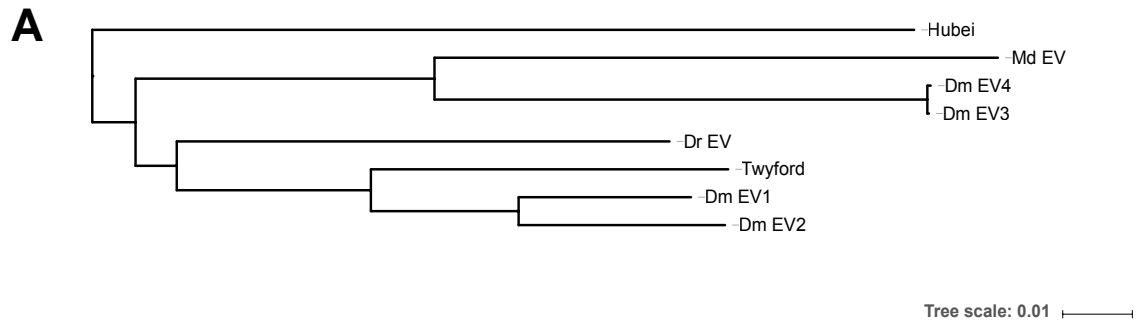 A
Hubei
Md EV
Dm EV4
Dm EV3
Dr EV
Twyford
Dm EV1
Dm EV2
Tree scale: 0.01